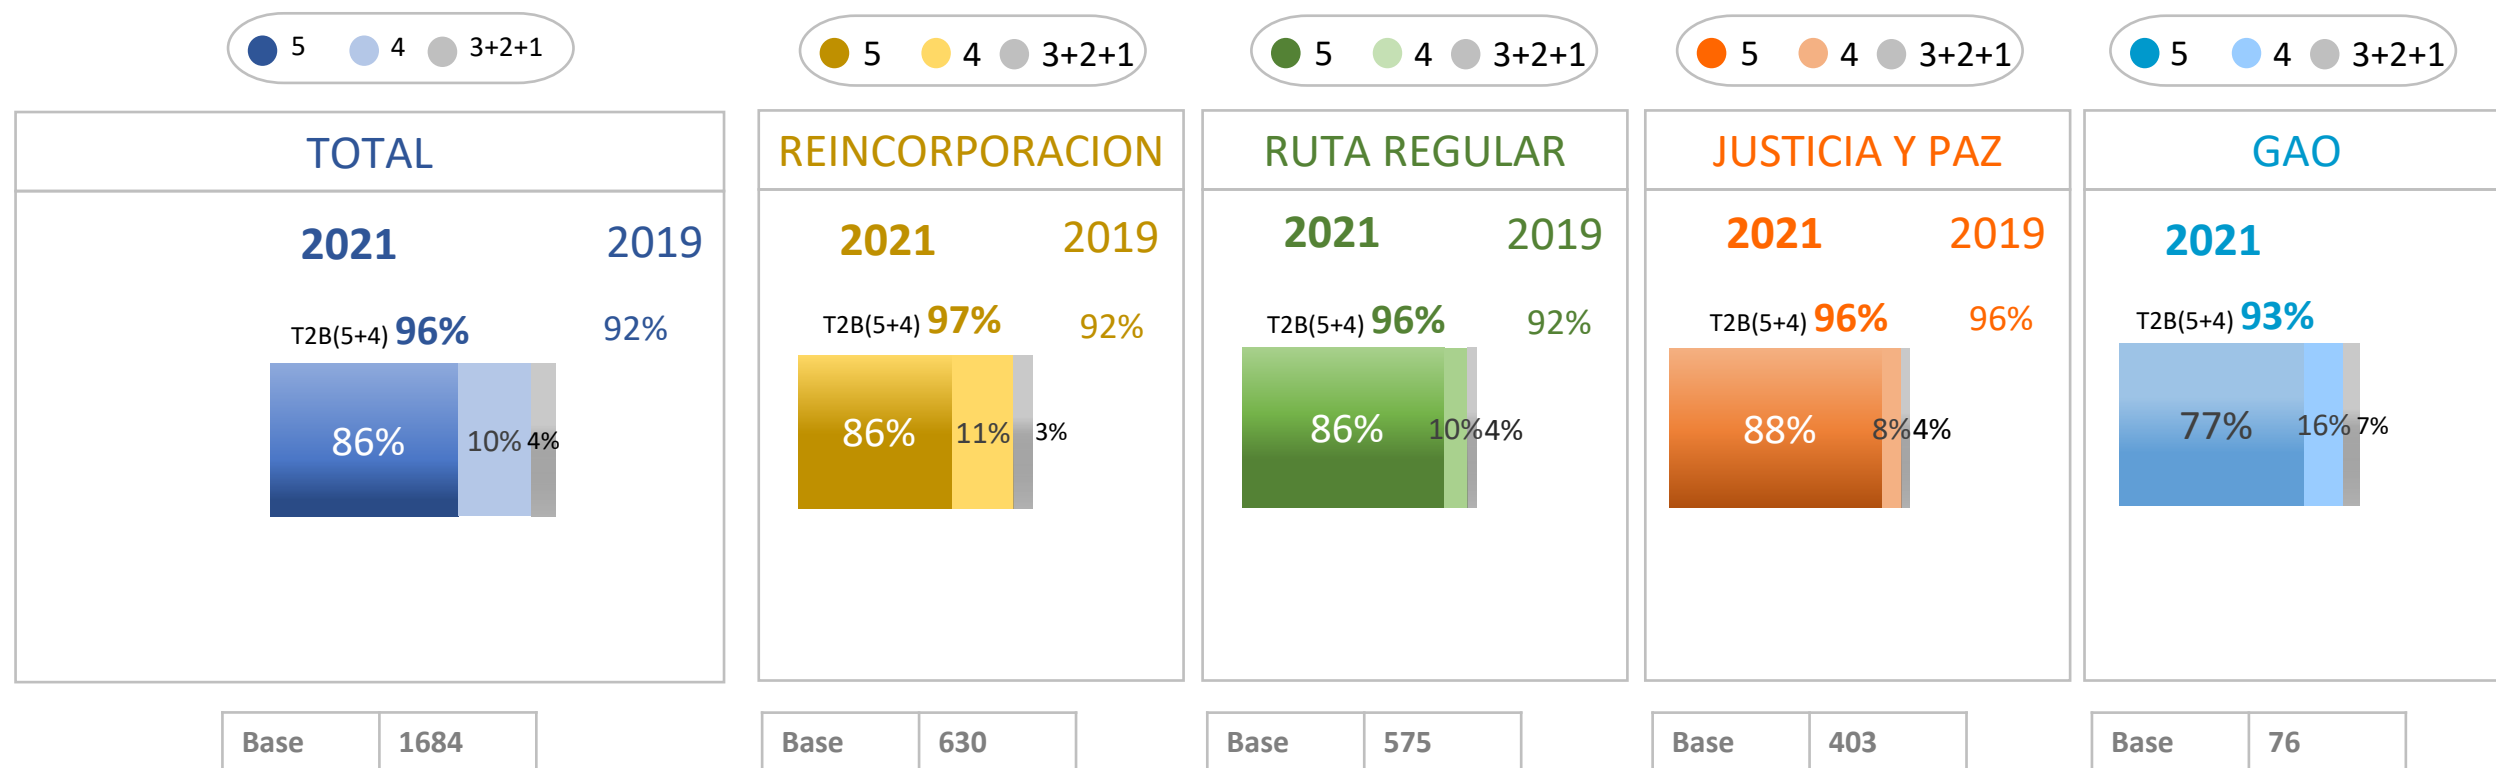 5 4 3+2+1
5 4 3+2+1
5 4 3+2+1
5 4 3+2+1
5 4 3+2+1
TOTAL
2021 2019
T2B(5+4) 96% 92%
86% 10% 4%
Base 1684
REINCORPORACION
2021 2019
T2B(5+4) 97% 92%
86% 11% 3%
Base 630
RUTA REGULAR
2021 2019
T2B(5+4) 96% 92%
86% 10% 4%
Base 575
JUSTICIA Y PAZ
2021 2019
T2B(5+4) 96% 96%
88% 8% 4%
Base 403
GAO
2021
T2B(5+4) 93%
77% 16% 7%
Base 76